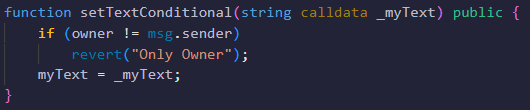 function setTextConditional(string calldata _myText) public {
    if (owner != msg.sender)
        revert("Only Owner");
    myText = _myText;
}